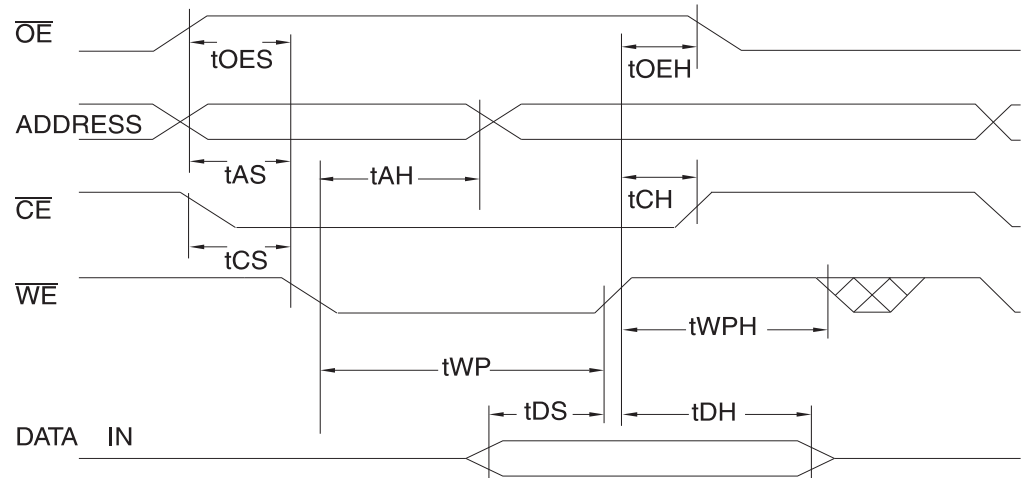 OE
tOES
tOEH
ADDRESS
tAS
tAH
CE
tCH
tCS
WE
tWPH
tWP
tDS
tDH
DATA IN